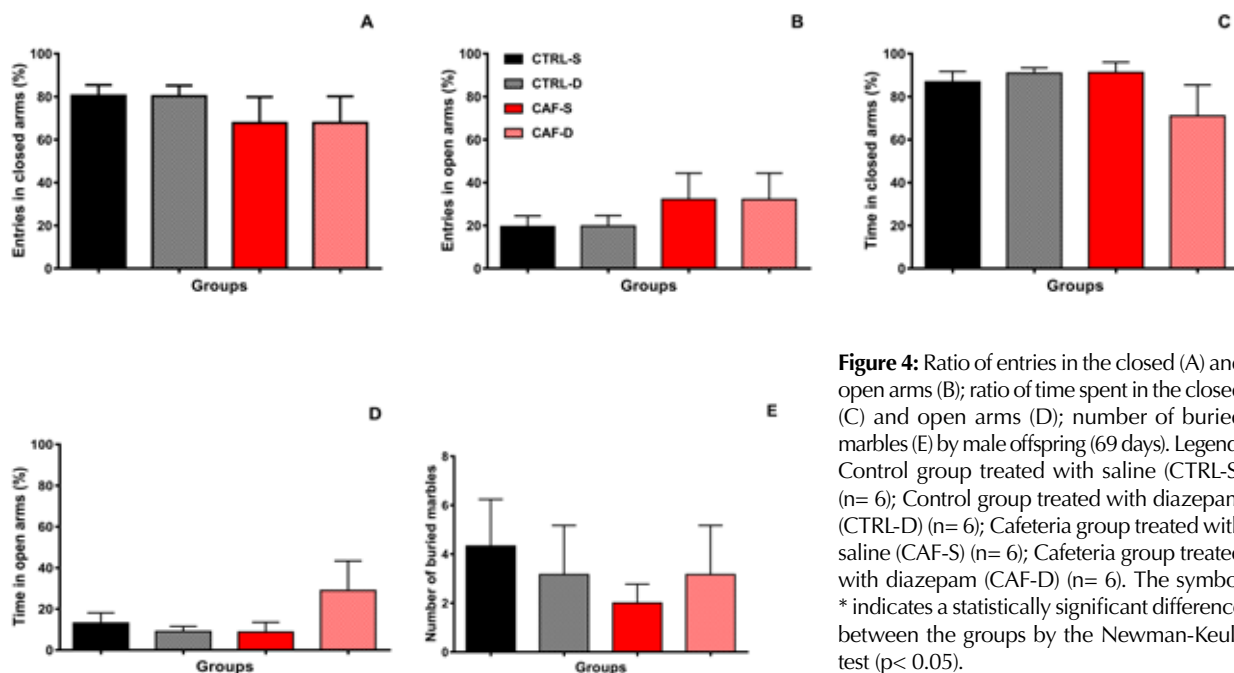 A
Entries in closed arms (%)
100
80
60
40
20
0
Groups
B
Entries in open arms (%)
100
80
60
40
20
0
CTRL-S
CTRL-D
CAF-S
CAF-D
Groups
C
Time in closed arms (%)
100
80
60
40
20
0
Groups
D
Time in open arms (%)
100
80
60
40
20
0
Groups
E
Number of buried marbles
8
6
4
2
0
Groups
Figure 4: Ratio of entries in the closed (A) and
open arms (B); ratio of time spent in the closed
(C) and open arms (D); number of buried
marbles (E) by male offspring (69 days). Legend
Control group treated with saline (CTRL-S
(n= 6); Control group treated with diazepam
(CTRL-D) (n= 6); Cafeteria group treated with
saline (CAF-S) (n= 6); Cafeteria group treated
with diazepam (CAF-D) (n= 6). The symbo
* indicates a statistically significant difference
between the groups by the Newman-Keul
test (p< 0.05).